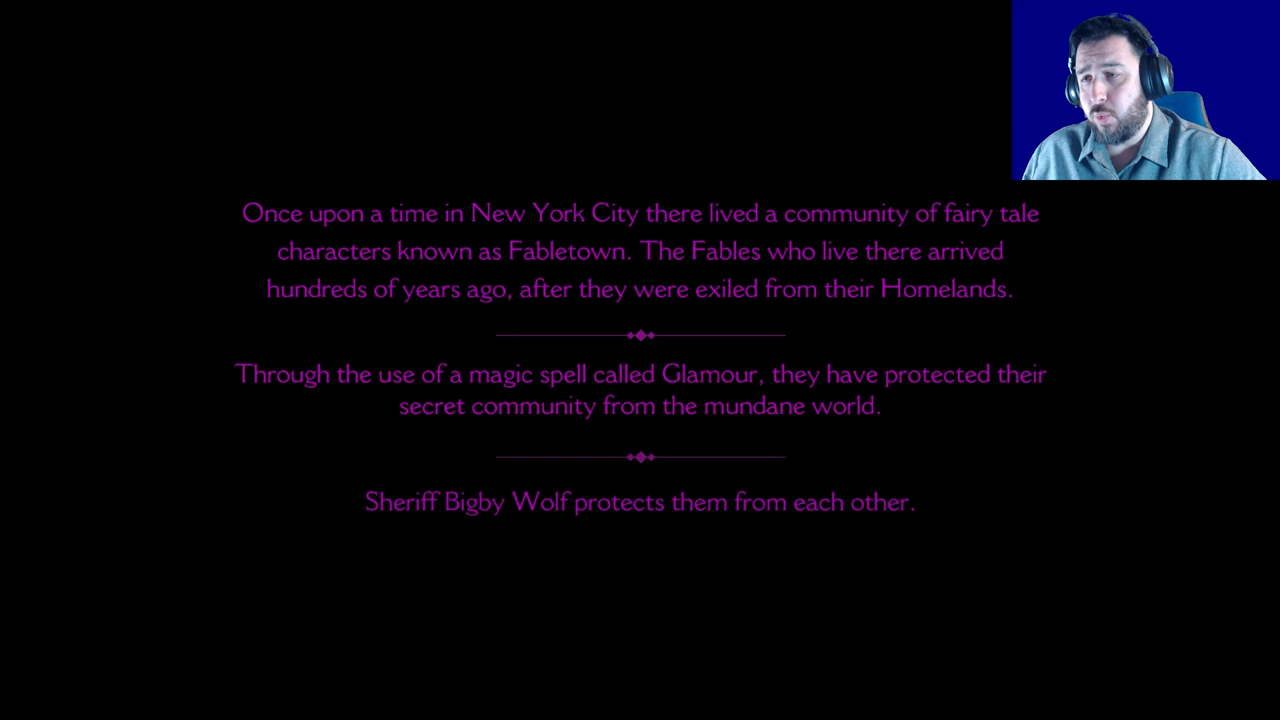 Once upon a time in New York City there lived a community of fairy tale
characters known as Fabletown. The Fables who live there arrived
hundreds of years ago, after they were exiled from their Homelands.
Through the use of a magic spell called Glamour, they have protected their
secret community from the mundane world.
Sheriff Bigby Wolf protects them from each other.